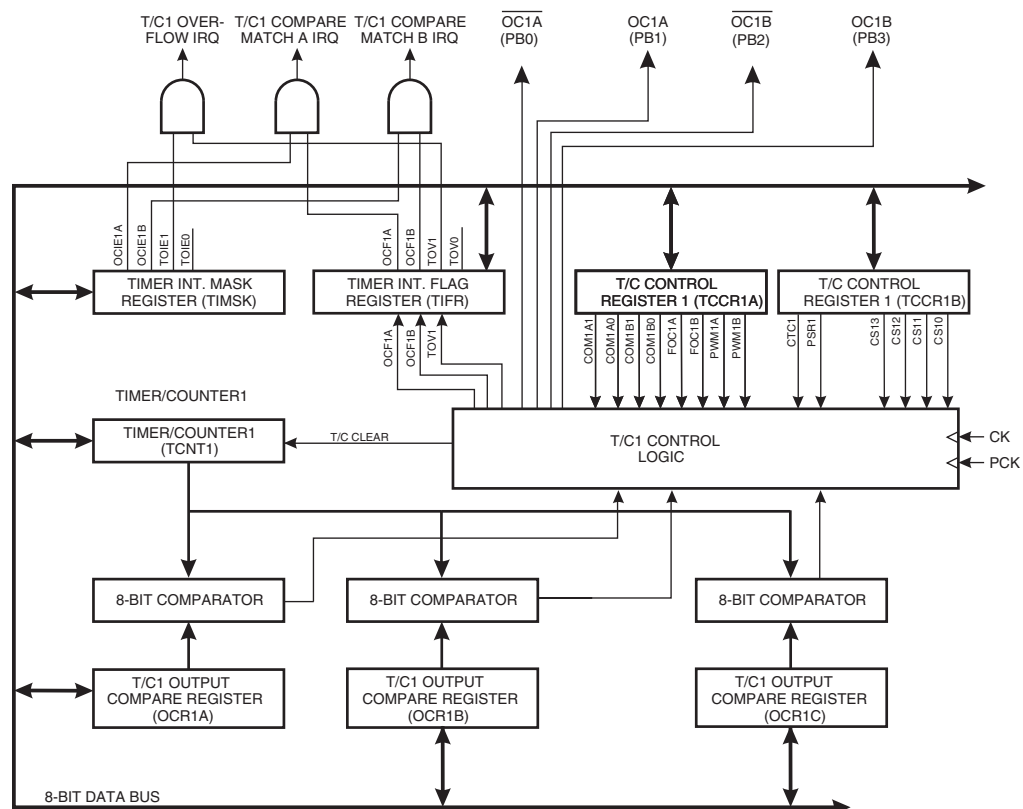 T/C1 OVER-
FLOW IRQ
T/C1 COMPARE
MATCH A IRQ
T/C1 COMPARE
MATCH B IRQ
OC1A
(PB0)
OC1A
(PB1)
OC1B
(PB2)
OC1B
(PB3)
OCIE1A
OCIE1B
TOIE1
TOIE0
OCF1A
OCF1B
TOV1
TOV0
TIMER INT. MASK
REGISTER (TIMSK)
TIMER INT. FLAG
REGISTER (TIFR)
T/C CONTROL
REGISTER 1 (TCCR1A)
T/C CONTROL
REGISTER 1 (TCCR1B)
OCF1A
OCF1B
TOV1
COM1A1
COM1A0
COM1B1
COM1B0
FOC1A
FOC1B
PWM1A
PWM1B
CTC1
PSR1
CS13
CS12
CS11
CS10
TIMER/COUNTER1
TIMER/COUNTER1
(TCNT1)
T/C CLEAR
T/C1 CONTROL
LOGIC
CK
PCK
8-BIT COMPARATOR
8-BIT COMPARATOR
8-BIT COMPARATOR
T/C1 OUTPUT
COMPARE REGISTER
(OCR1A)
T/C1 OUTPUT
COMPARE REGISTER
(OCR1B)
T/C1 OUTPUT
COMPARE REGISTER
(OCR1C)
8-BIT DATA BUS